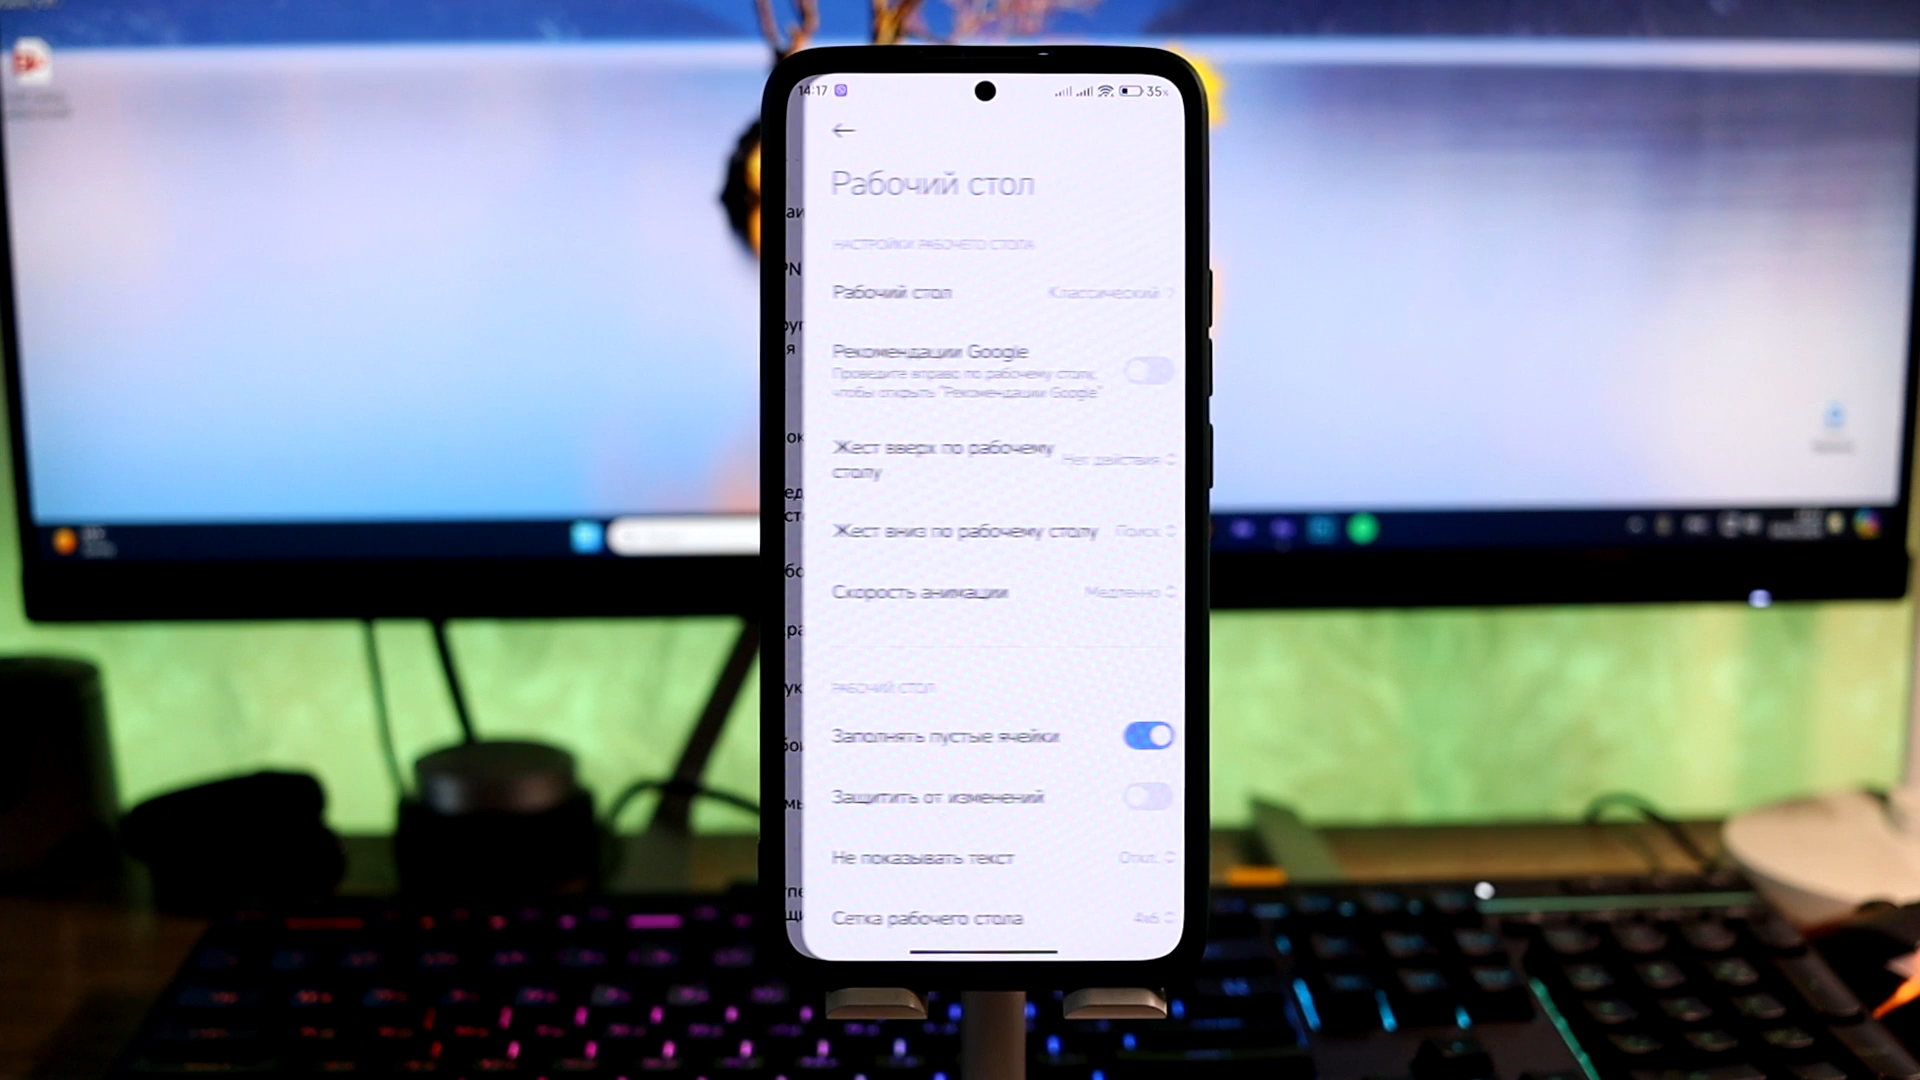 14:17 35%
Рабочий стол
НАСТРОЙКИ РАБОЧЕГО СТОЛА
Рабочий стол Классический
Рекомендации Google
Проведите вправо по рабочему столу,
чтобы открыть "Рекомендации Google"
Жест вверх по рабочему
столу Нет действия
Жест вниз по рабочему столу Поиск
Скорость анимации Медленно
РАБОЧИЙ СТОЛ
Заполнять пустые ячейки
Защитить от изменений
Не показывать текст Откл.
Сетка рабочего стола 4x6